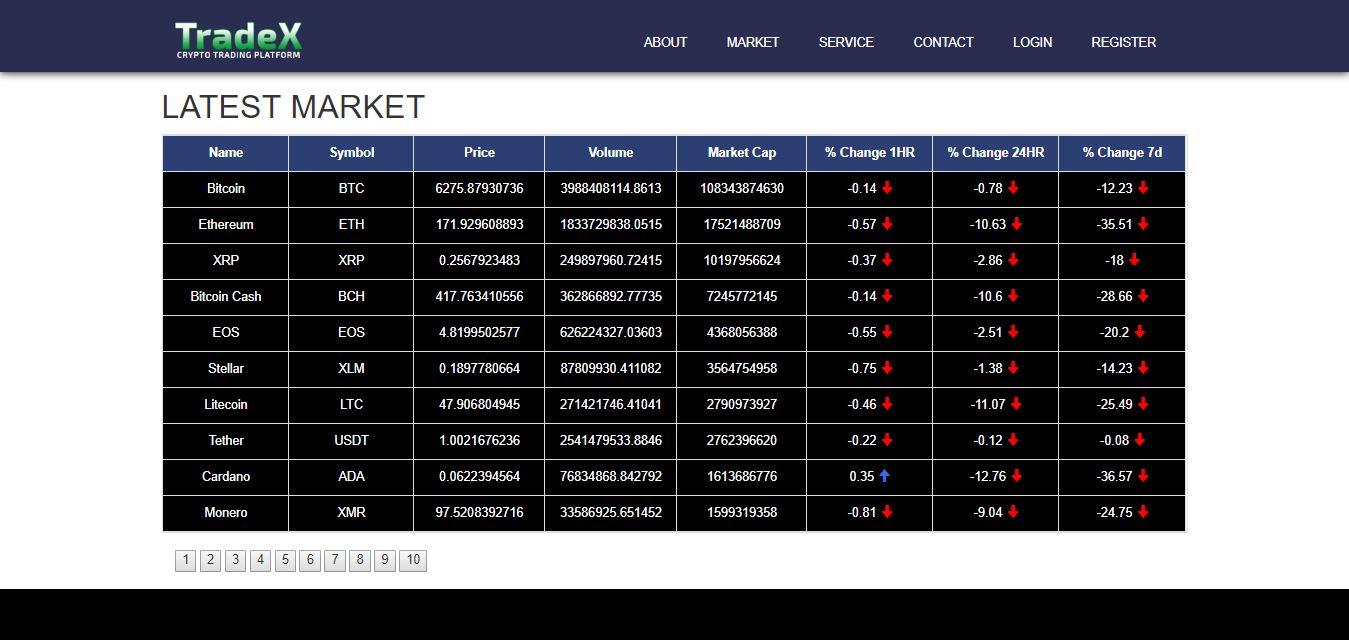 TradeX
CRYPTO TRADING PLATFORM
ABOUT MARKET SERVICE CONTACT LOGIN REGISTER
LATEST MARKET
Name Symbol Price Volume Market Cap % Change 1HR % Change 24HR % Change 7d
Bitcoin BTC 6275.87930736 3988408114.8613 108343874630 -0.14 -0.78 -12.23
Ethereum ETH 171.929608893 1833729838.0515 17521488709 -0.57 -10.63 -35.51
XRP XRP 0.2567923483 249897960.72415 10197956624 -0.37 -2.86 -18
Bitcoin Cash BCH 417.763410556 362866892.77735 7245772145 -0.14 -10.6 -28.66
EOS EOS 4.8199502577 626224327.03603 4368056388 -0.55 -2.51 -20.2
Stellar XLM 0.1897780664 87809930.411082 3564754958 -0.75 -1.38 -14.23
Litecoin LTC 47.906804945 271421746.41041 2790973927 -0.46 -11.07 -25.49
Tether USDT 1.0021676236 2541479533.8846 2762396620 -0.22 -0.12 -0.08
Cardano ADA 0.0622394564 76834868.842792 1613686776 0.35 -12.76 -36.57
Monero XMR 97.5208392716 33586925.651452 1599319358 -0.81 -9.04 -24.75
1 2 3 4 5 6 7 8 9 10